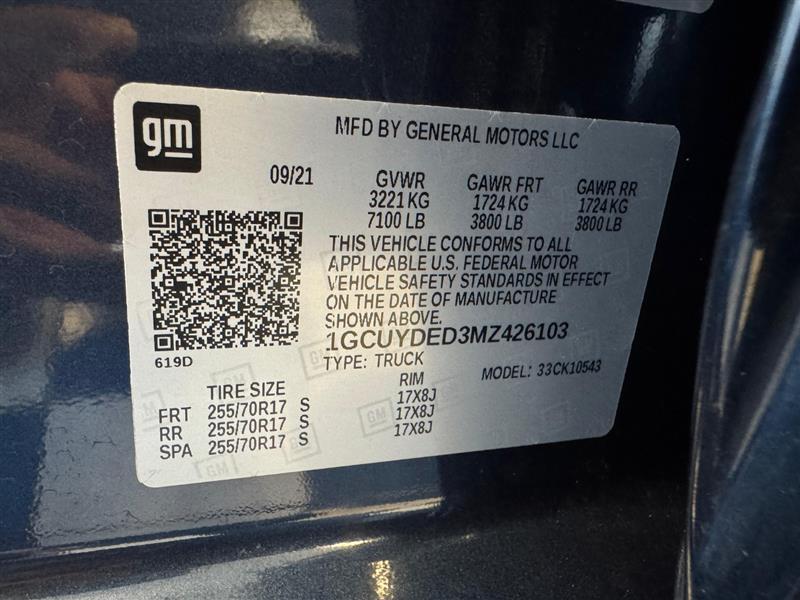 gm
MFD BY GENERAL MOTORS LLC
09/21
GVWR GAWR FRT GAWR RR
3221 KG 1724 KG 1724 KG
7100 LB 3800 LB 3800 LB
THIS VEHICLE CONFORMS TO ALL
APPLICABLE U.S. FEDERAL MOTOR
VEHICLE SAFETY STANDARDS IN EFFECT
ON THE DATE OF MANUFACTURE
SHOWN ABOVE.
1GCUYDED3MZ426103
619D
TYPE: TRUCK
MODEL: 33CK10543
TIRE SIZE RIM
FRT 255/70R17 S 17X8J
RR 255/70R17 S 17X8J
SPA 255/70R17 S 17X8J